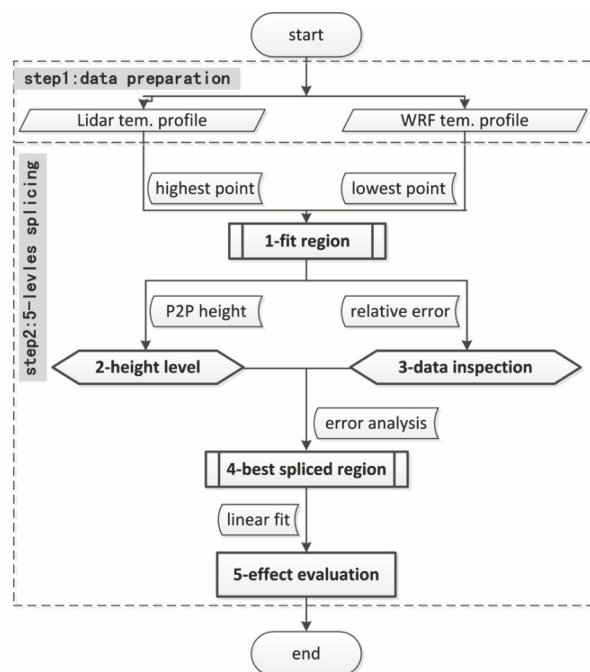 start
step1:data preparation
Lidar tem. profile
WRF tem. profile
step2:5-levles splicing
highest point
lowest point
1-fit region
P2P height
relative error
2-height level
3-data inspection
error analysis
4-best spliced region
linear fit
5-effect evaluation
end